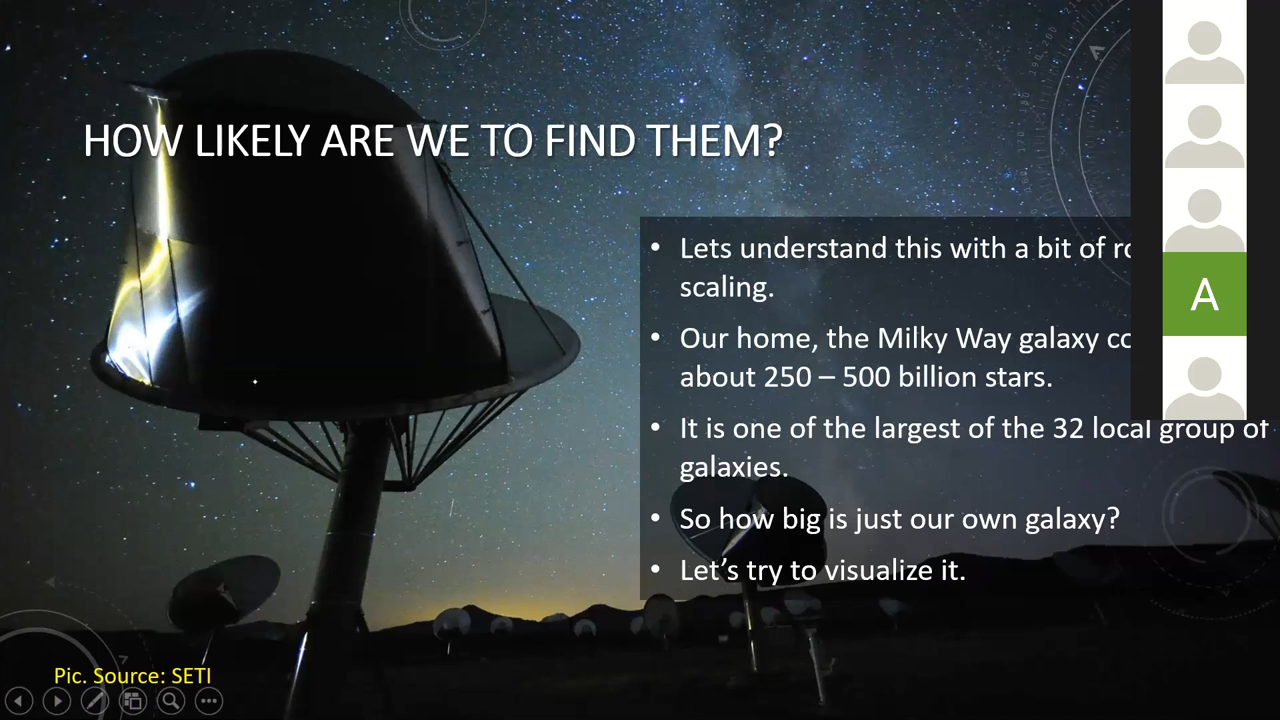 HOW LIKELY ARE WE TO FIND THEM?
• Lets understand this with a bit of
scaling.
• Our home, the Milky Way galaxy
about 250 – 500 billion stars.
• It is one of the largest of the 32 local group of
galaxies.
• So how big is just our own galaxy?
• Let’s try to visualize it.
A
Pic. Source: SETI